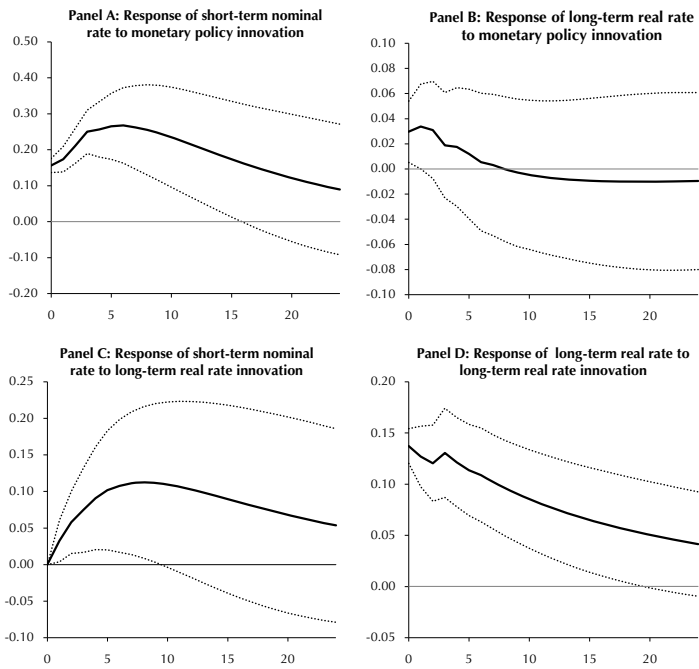 Panel A: Response of short-term nominal
rate to monetary policy innovation
0.50
0.40
0.30
0.20
0.10
0.00
-0.10
-0.20
0 5 10 15 20
Panel B: Response of long-term real rate
to monetary policy innovation
0.10
0.08
0.06
0.04
0.02
0.00
-0.02
-0.04
-0.06
-0.08
-0.10
0 5 10 15 20
Panel C: Response of short-term nominal
rate to long-term real rate innovation
0.25
0.20
0.15
0.10
0.05
0.00
-0.05
-0.10
0 5 10 15 20
Panel D: Response of long-term real rate to
long-term real rate innovation
0.20
0.15
0.10
0.05
0.00
-0.05
0 5 10 15 20